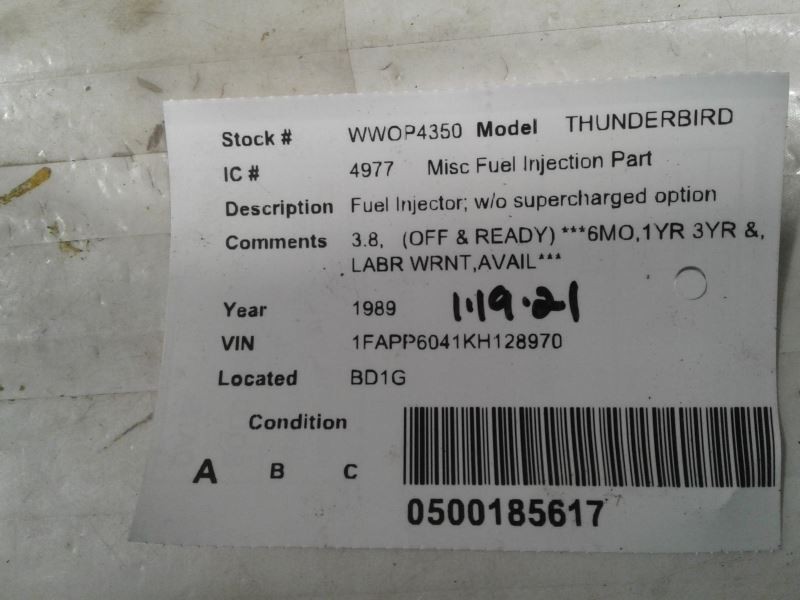 Stock # WWOP4350 Model THUNDERBIRD
IC # 4977 Misc Fuel Injection Part
Description Fuel Injector; w/o supercharged option
Comments 3.8, (OFF & READY) ***6MO,1YR 3YR &,
LABR WRNT,AVAIL***
Year 1989 1·19·21
VIN 1FAPP6041KH128970
Located BD1G
Condition
A B C
0500185617